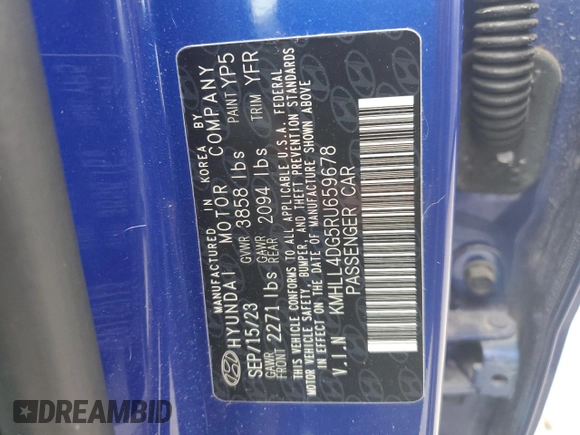 MANUFACTURED IN KOREA BY
HYUNDAI MOTOR COMPANY
SEP/15/23 GVWR 3858 lbs PAINT YP5
GAWR FRONT 2271 lbs GAWR REAR 2094 lbs TRIM YFR
THIS VEHICLE CONFORMS TO ALL APPLICABLE U.S.A. FEDERAL
MOTOR VEHICLE SAFETY, BUMPER, AND THEFT PREVENTION STANDARDS
IN EFFECT ON THE DATE OF MANUFACTURE SHOWN ABOVE
V.I.N KMHLL4DG5RU659678
PASSENGER CAR
DREAMBID